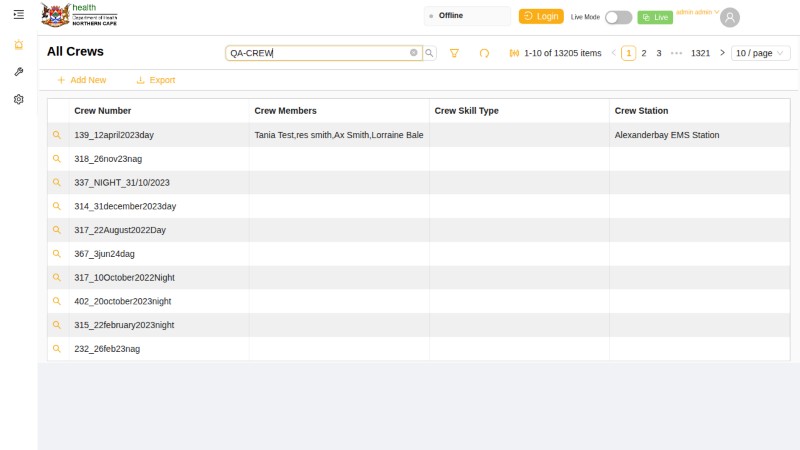 health
Department of Health
NORTHERN CAPE
Offline
Login
Live Mode
Live
admin admin
All Crews
QA-CREW
1-10 of 13205 items
1 2 3 ••• 1321
10 / page
Add New
Export
Crew Number Crew Members Crew Skill Type Crew Station
139_12april2023day Tania Test,res smith,Ax Smith,Lorraine Bale Alexanderbay EMS Station
318_26nov23nag
337_NIGHT_31/10/2023
314_31december2023day
317_22August2022Day
367_3jun24dag
317_10October2022Night
402_20october2023night
315_22february2023night
232_26feb23nag